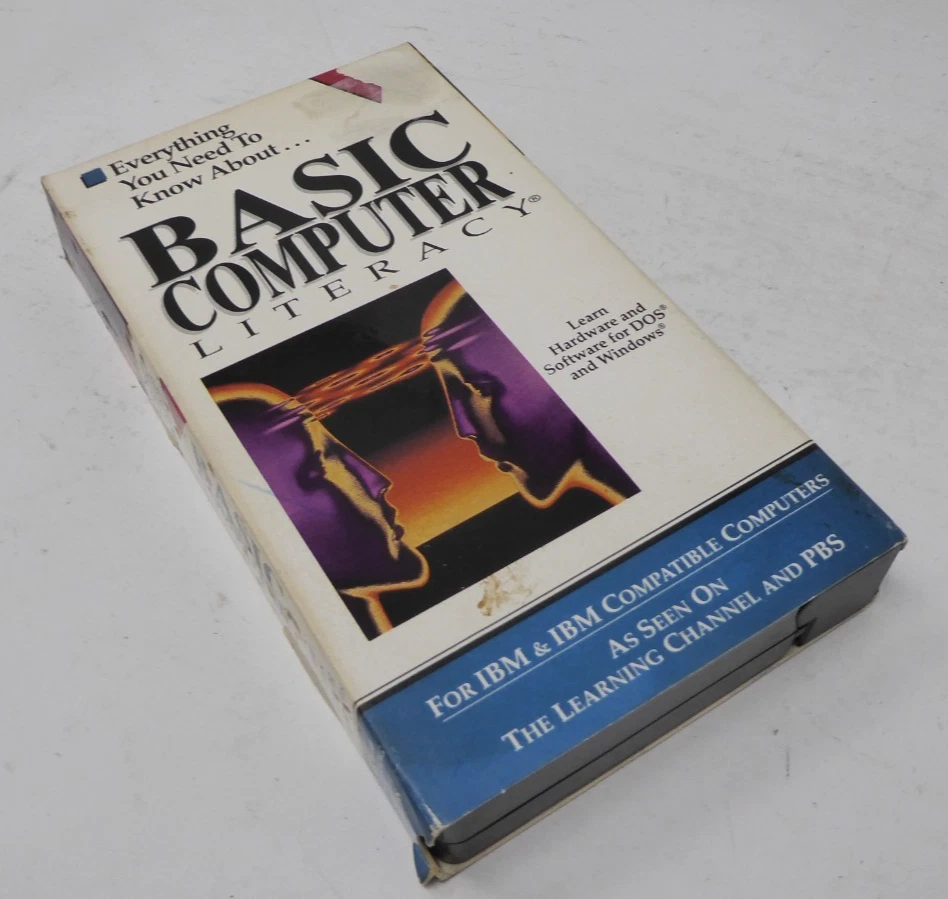 Everything
You Need To
Know About...
BASIC
COMPUTER
LITERACY®
Learn
Hardware and
Software for DOS®
and Windows®
FOR IBM & IBM COMPATIBLE COMPUTERS
AS SEEN ON
THE LEARNING CHANNEL AND PBS